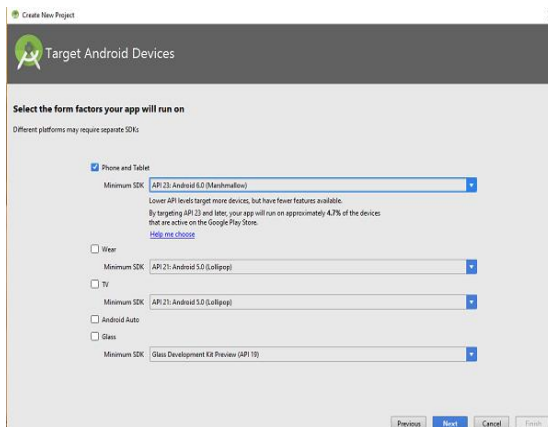 Create New Project
Target Android Devices
Select the form factors your app will run on
Different platforms may require separate SDKs
Phone and Tablet
Minimum SDK API 23: Android 6.0 (Marshmallow)
Lower API levels target more devices, but have fewer features available.
By targeting API 23 and later, your app will run on approximately 4.7% of the devices
that are active on the Google Play Store.
Help me choose
Wear
Minimum SDK API 21: Android 5.0 (Lollipop)
TV
Minimum SDK API 21: Android 5.0 (Lollipop)
Android Auto
Glass
Minimum SDK Glass Development Kit Preview (API 19)
Previous Next Cancel Finish